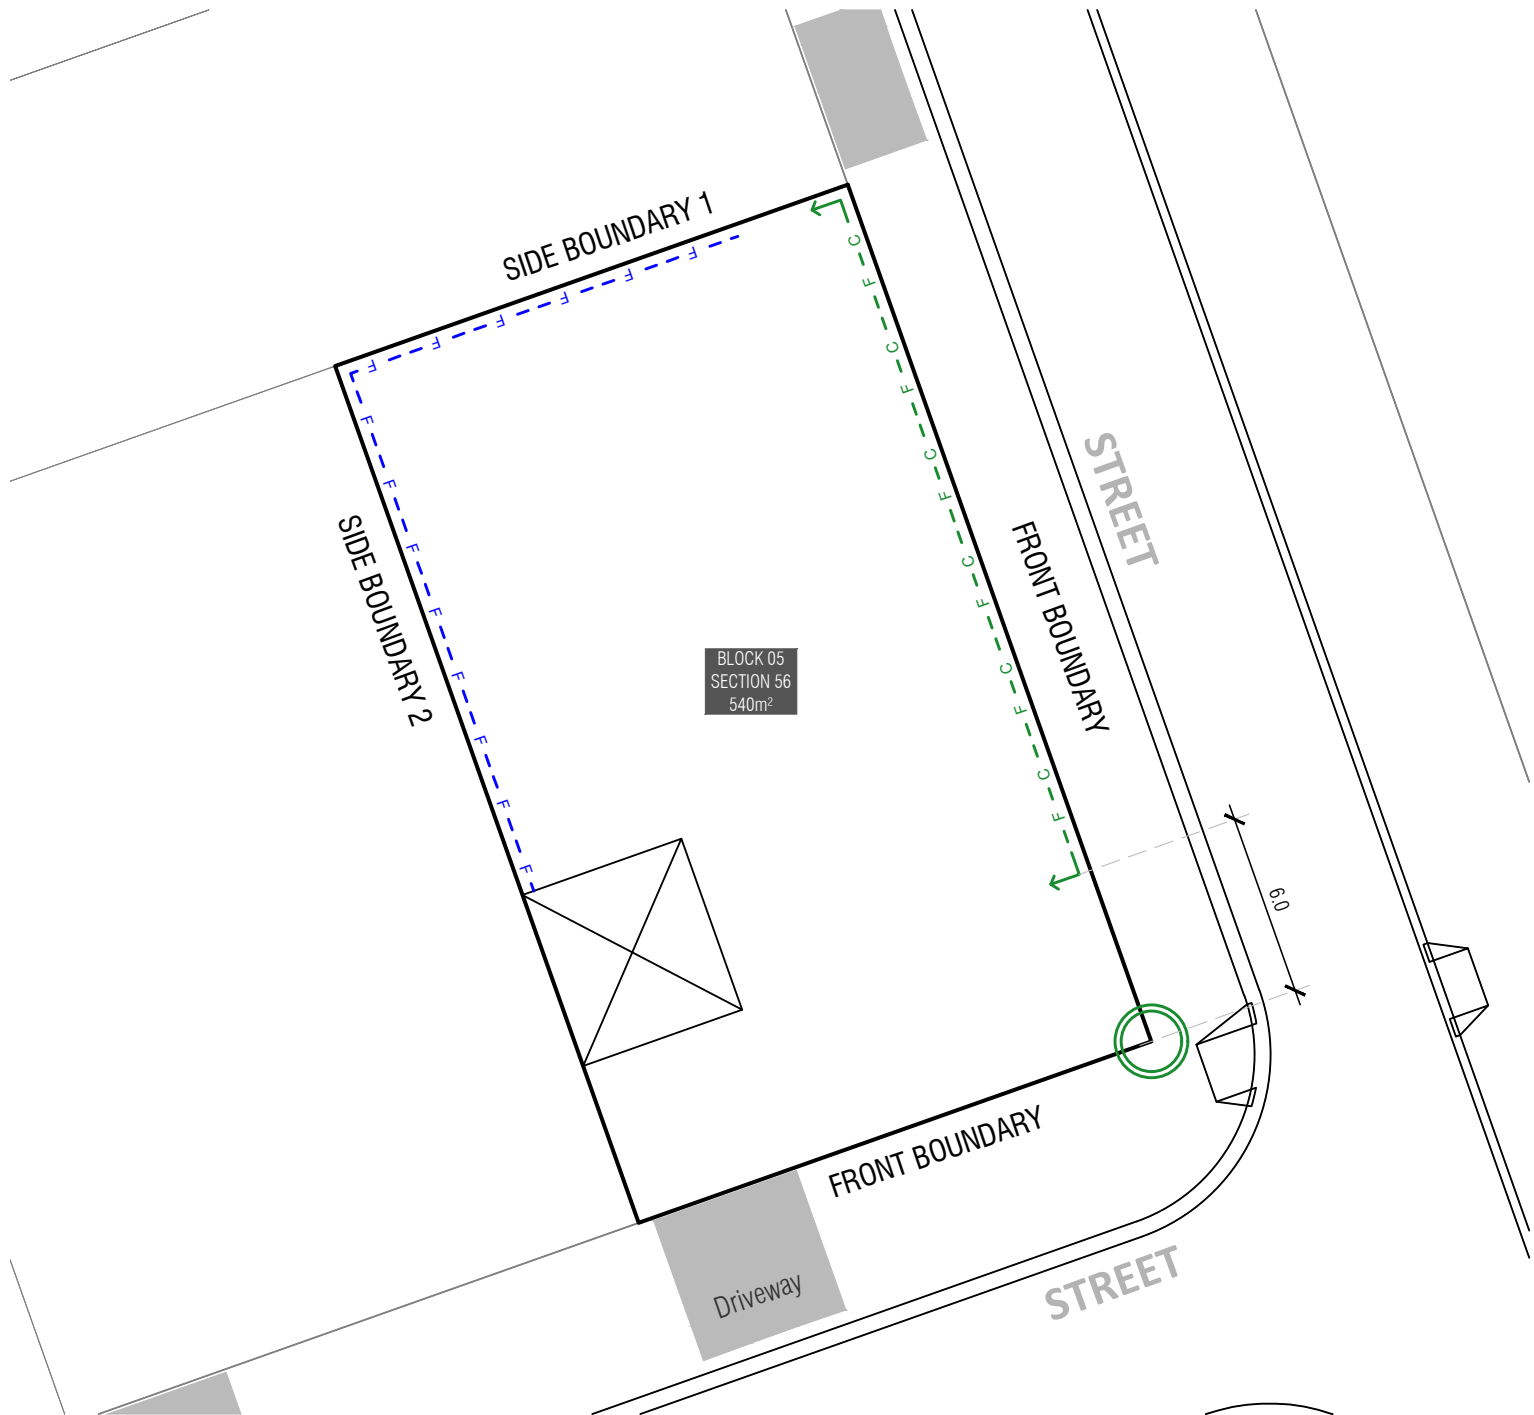 SIDE BOUNDARY 1
F F F F F F
C F C F C F C F C F C F
SIDE BOUNDARY 2
F F F F F F F F
STREET
FRONT BOUNDARY
BLOCK 05
SECTION 56
540m²
6.0
FRONT BOUNDARY
Driveway
STREET